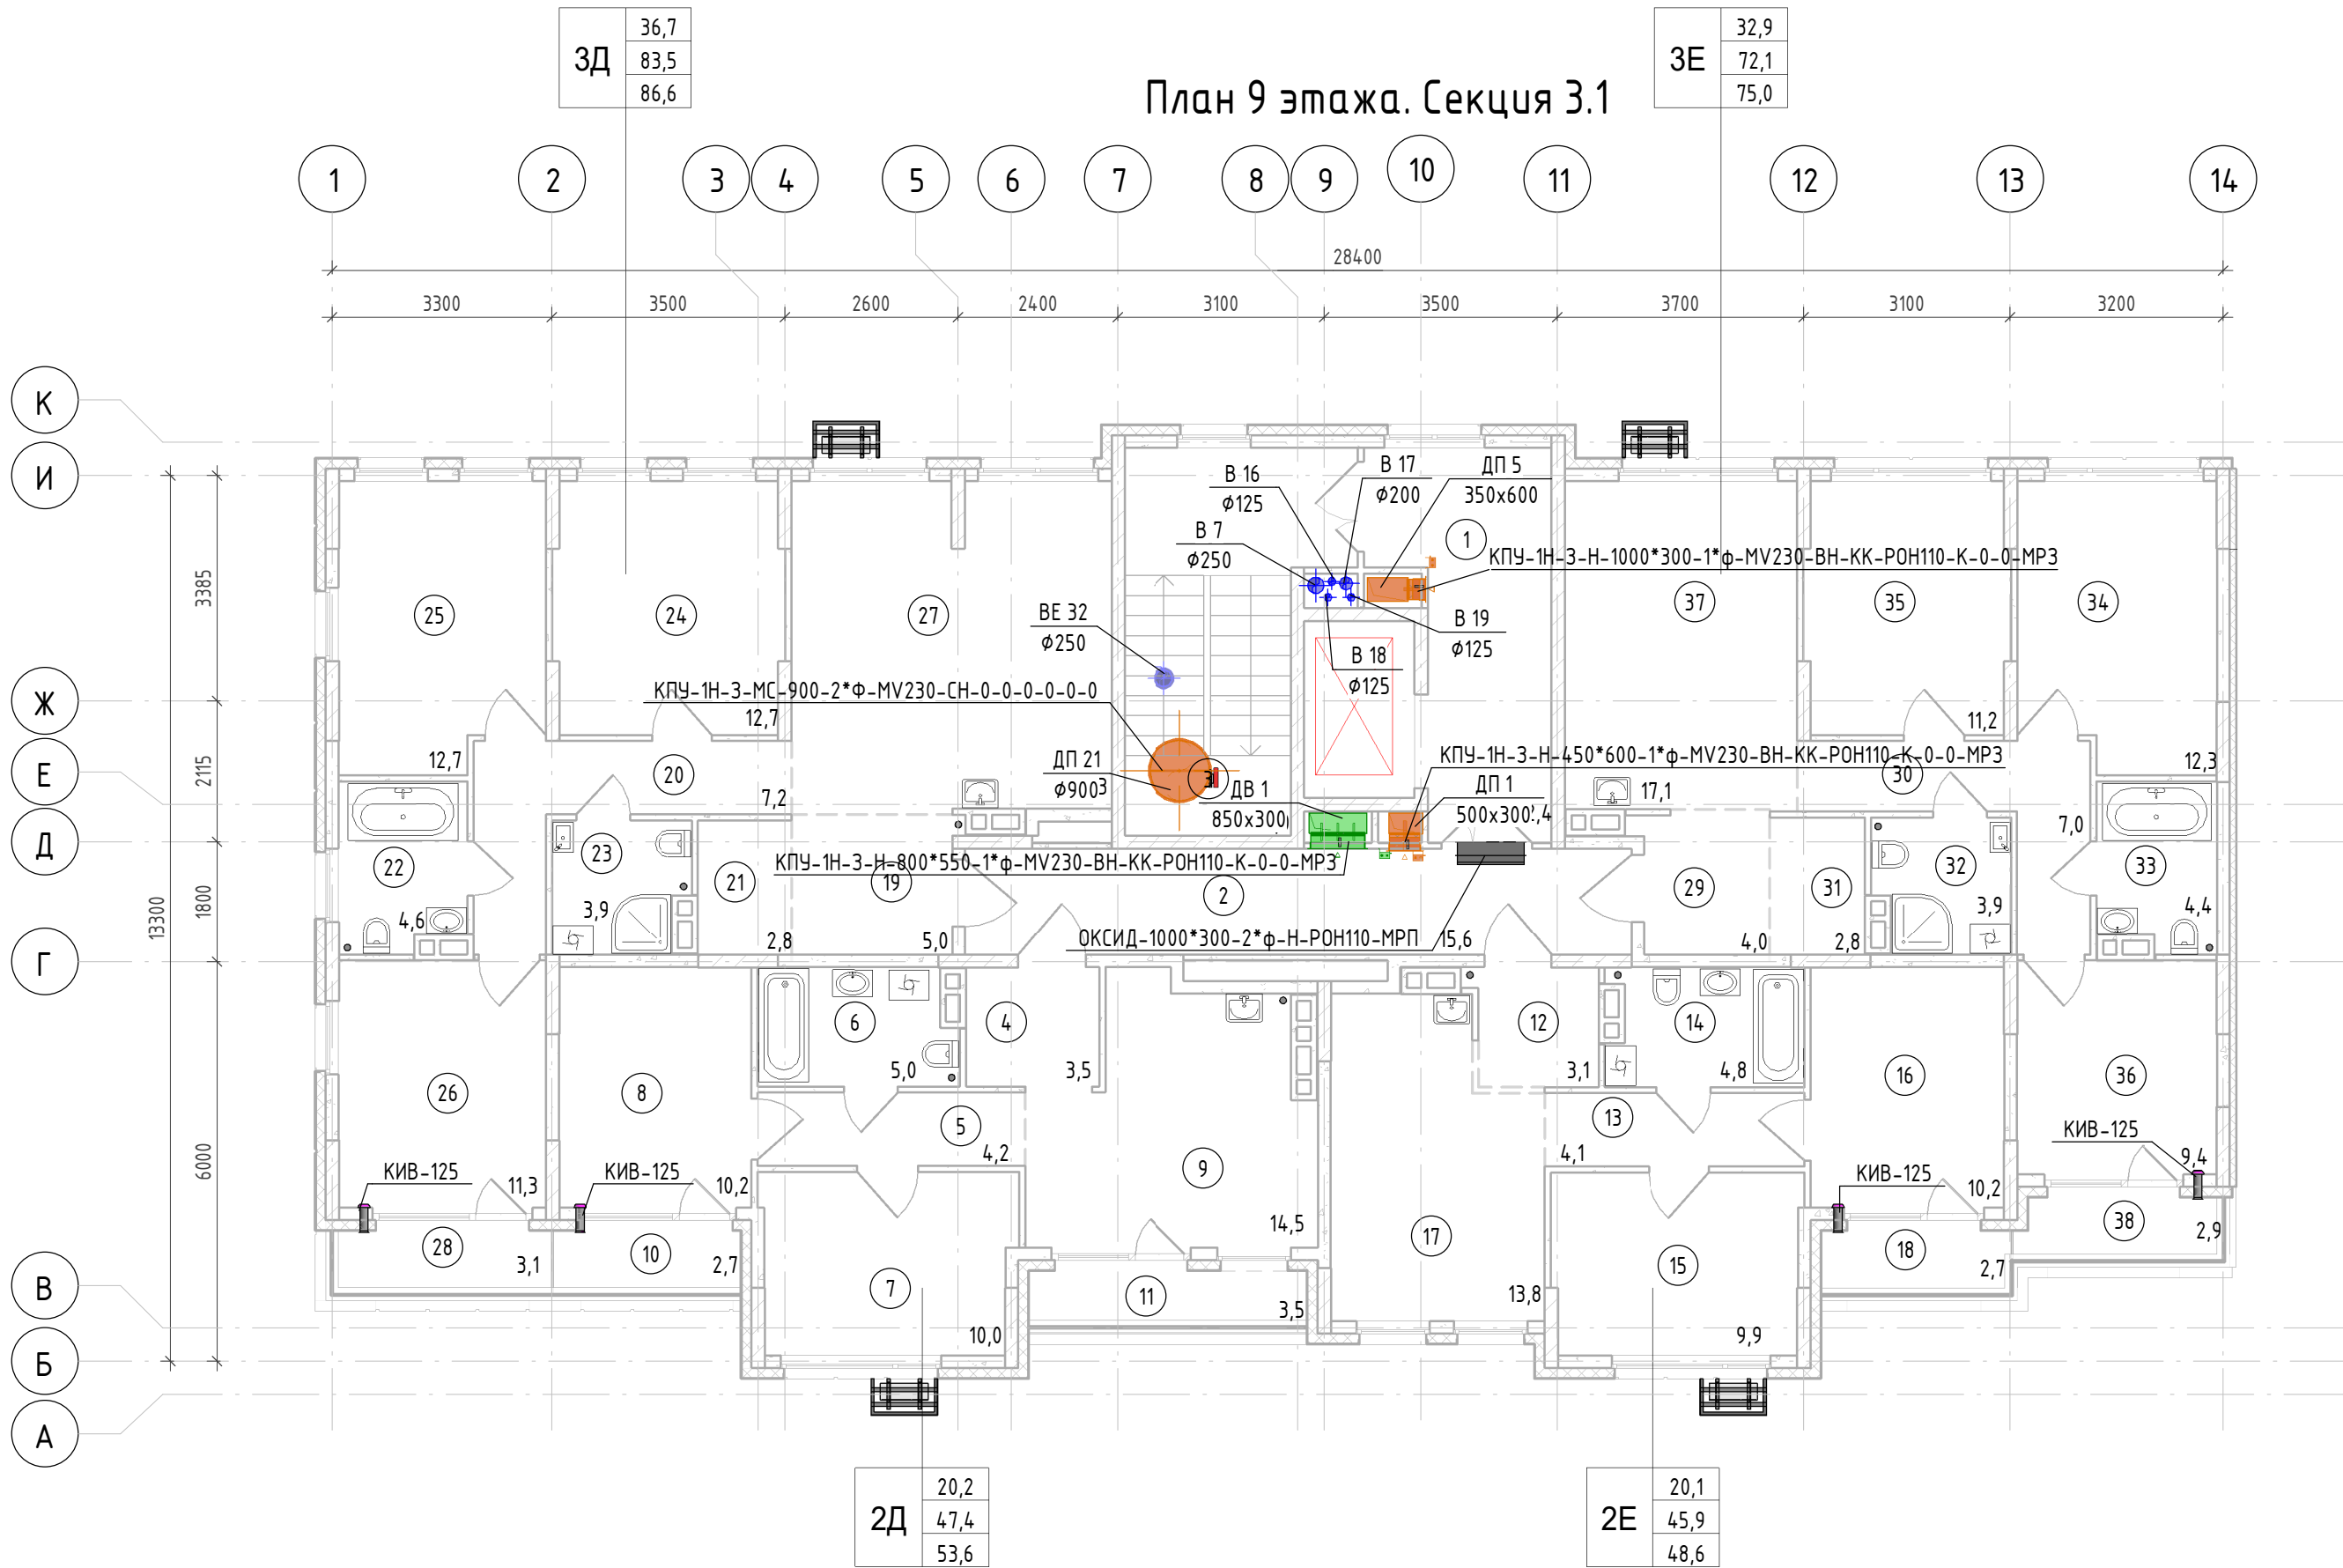 36,7
3Д
83,5
86,6
32,9
3Е
72,1
75,0
План 9 этажа. Секция 3.1
1
2
3
4
5
6
7
8
9
10
11
12
13
14
28400
3300
3500
2600
2400
3100
3500
3700
3100
3200
К
И
Ж
Е
Д
Г
В
Б
А
3385
2115
1800
6000
13300
В 16
ϕ125
В 17
ϕ200
ДП 5
350х600
В 7
ϕ250
1
КПУ-1Н-З-Н-1000*300-1*ф-MV230-ВН-КК-РОН110-К-0-0-МРЗ
25
24
27
ВЕ 32
ϕ250
В 19
ϕ125
В 18
ϕ125
37
35
34
КПУ-1Н-З-МС-900-2*Ф-MV230-СН-0-0-0-0-0-0
12,7
11,2
КПУ-1Н-З-Н-450*600-1*ф-MV230-ВН-КК-РОН110-К-0-0-МРЗ
12,7
20
ДП 21
ϕ900
3
3
ДВ 1
850х300
ДП 1
500х300
,4
30
12,3
7,2
17,1
7,0
22
23
21
19
КПУ-1Н-З-Н-800*550-1*ф-MV230-ВН-КК-РОН110-К-0-0-МРЗ
2
29
31
32
33
4,6
3,9
2,8
5,0
ОКСИД-1000*300-2*ф-Н-РОН110-МРП
15,6
4,0
2,8
3,9
4,4
6
4
12
14
5,0
3,5
3,1
4,8
26
8
16
36
5
13
4,2
9
4,1
КИВ-125
КИВ-125
КИВ-125
КИВ-125
11,3
10,2
10,2
9,4
14,5
17
28
3,1
10
2,7
18
2,7
38
2,9
7
10,0
11
3,5
13,8
15
9,9
20,2
2Д
47,4
53,6
20,1
2Е
45,9
48,6